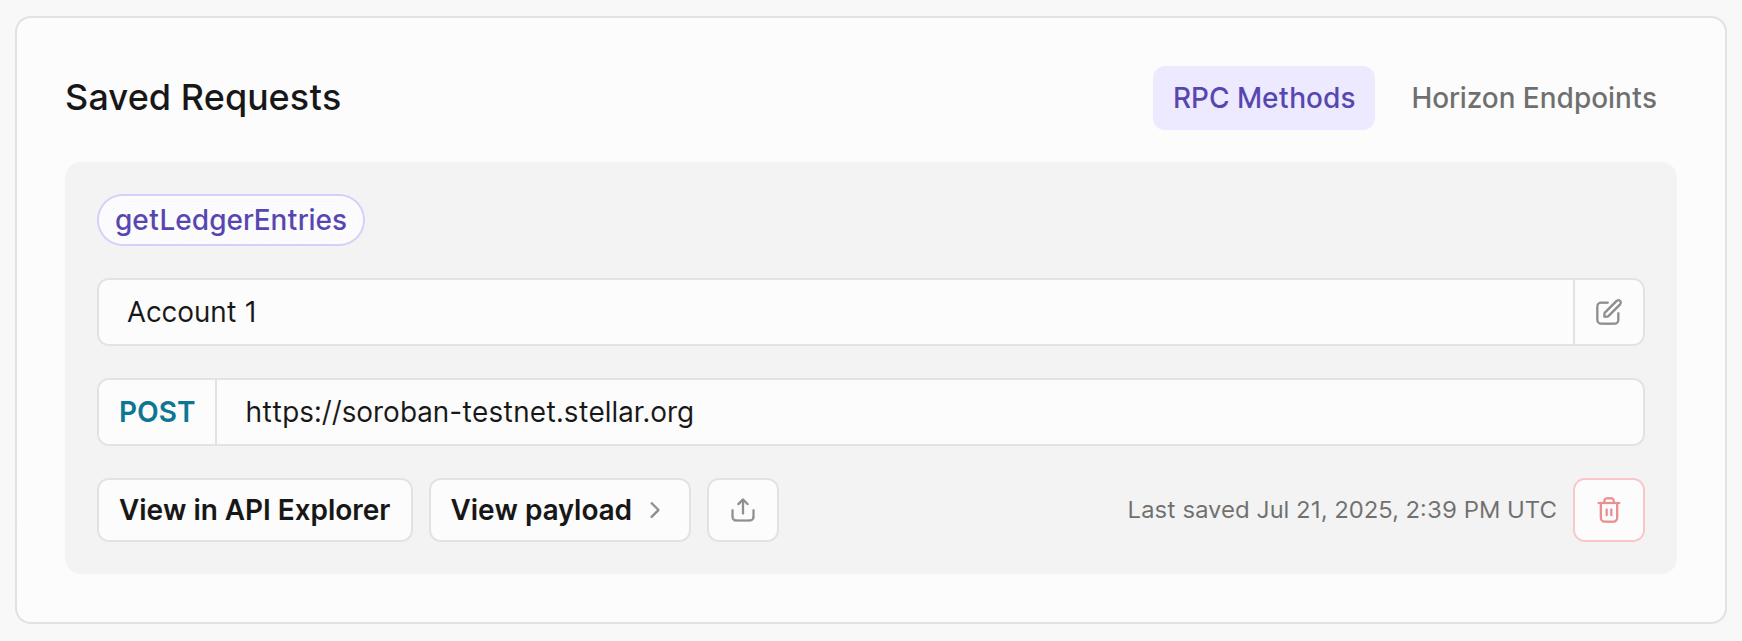 Saved Requests
RPC Methods
Horizon Endpoints
getLedgerEntries
Account 1
POST
https://soroban-testnet.stellar.org
View in API Explorer
View payload
Last saved Jul 21, 2025, 2:39 PM UTC